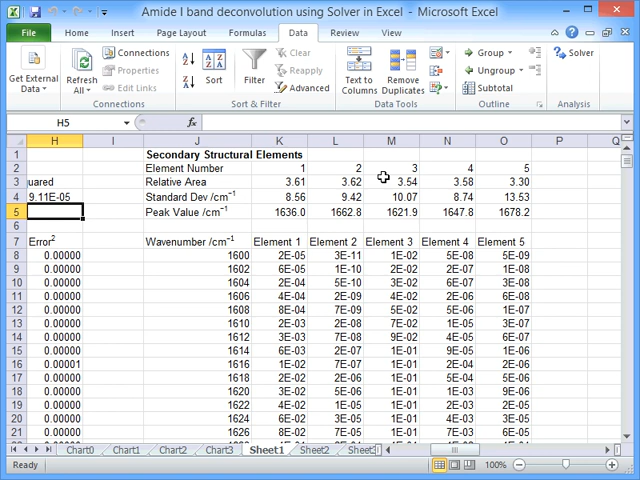 Amide I band deconvolution using Solver in Excel - Microsoft Excel
File Home Insert Page Layout Formulas Data Review View
Get External Data
Refresh All
Connections
Properties
Edit Links
Connections
Sort
Filter
Clear
Reapply
Advanced
Sort & Filter
Text to Columns
Remove Duplicates
Data Tools
Group
Ungroup
Subtotal
Outline
Solver
Analysis
H5 fx
H I J K L M N O P Q
1 Secondary Structural Elements
2 Element Number 1 2 3 4 5
3 uared Relative Area 3.61 3.62 3.54 3.58 3.30
4 9.11E-05 Standard Dev /cm⁻¹ 8.56 9.42 10.07 8.74 13.53
5 Peak Value /cm⁻¹ 1636.0 1662.8 1621.9 1647.8 1678.2
6
7 Error² Wavenumber /cm⁻¹ Element 1 Element 2 Element 3 Element 4 Element 5
8 0.00000 1600 2E-05 3E-11 1E-02 5E-08 5E-09
9 0.00000 1602 6E-05 1E-10 2E-02 2E-07 1E-08
10 0.00000 1604 2E-04 5E-10 3E-02 6E-07 3E-08
11 0.00000 1606 4E-04 2E-09 4E-02 2E-06 6E-08
12 0.00000 1608 8E-04 7E-09 5E-02 5E-06 1E-07
13 0.00000 1610 2E-03 2E-08 7E-02 1E-05 3E-07
14 0.00000 1612 3E-03 7E-08 9E-02 4E-05 6E-07
15 0.00000 1614 6E-03 2E-07 1E-01 9E-05 1E-06
16 0.00001 1616 1E-02 7E-07 1E-01 2E-04 2E-06
17 0.00000 1618 2E-02 2E-06 1E-01 5E-04 4E-06
18 0.00000 1620 3E-02 5E-06 1E-01 1E-03 9E-06
19 0.00000 1622 4E-02 1E-05 1E-01 2E-03 2E-05
20 0.00000 1624 6E-02 3E-05 1E-01 4E-03 3E-05
21 0.00000 1626 8E-02 7E-05 1E-01 7E-03 6E-05
Chart0 Chart1 Chart2 Chart3 Sheet1 Sheet2 Sheet3
Ready 100%